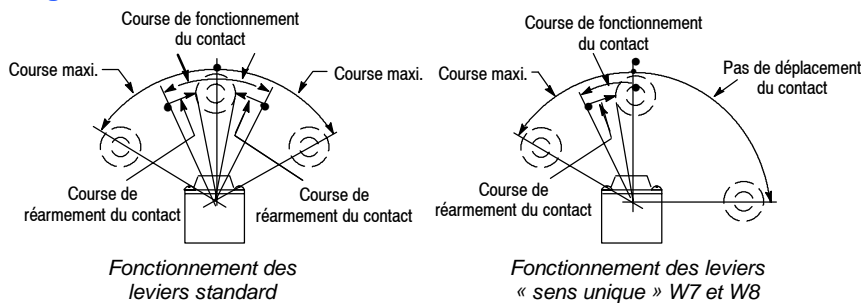 Course de fonctionnement
du contact
Course maxi.
Course maxi.
Course de
réarmement du contact
Course de
réarmement du contact
Fonctionnement des
leviers standard
Course de fonctionnement
du contact
Course maxi.
Pas de déplacement
du contact
Course de
réarmement du contact
Fonctionnement des leviers
« sens unique » W7 et W8